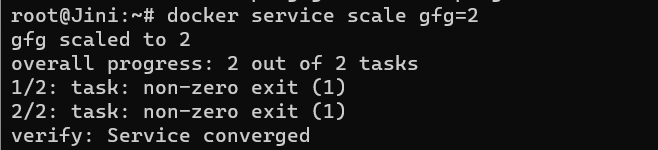 root@Jini:~# docker service scale gfg=2
gfg scaled to 2
overall progress: 2 out of 2 tasks
1/2: task: non-zero exit (1)
2/2: task: non-zero exit (1)
verify: Service converged